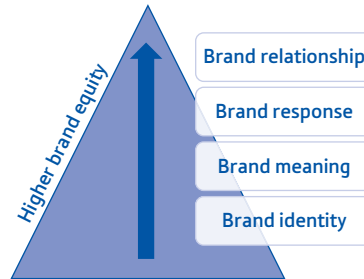 Higher brand equity
Brand relationship
Brand response
Brand meaning
Brand identity